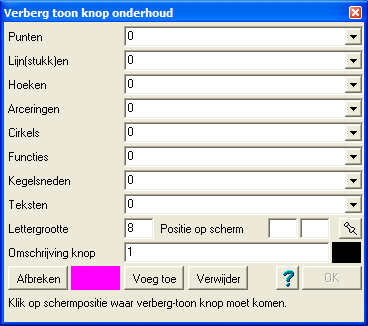 Verberg toon knop onderhoud
Punten 0
Lijn(stukk)en 0
Hoeken 0
Arceringen 0
Cirkels 0
Functies 0
Kegelsneden 0
Teksten 0
Lettergrootte 8 Positie op scherm
Omschrijving knop 1
Afbreken Voeg toe Verwijder ? OK
Klik op schermpositie waar verberg-toon knop moet komen.